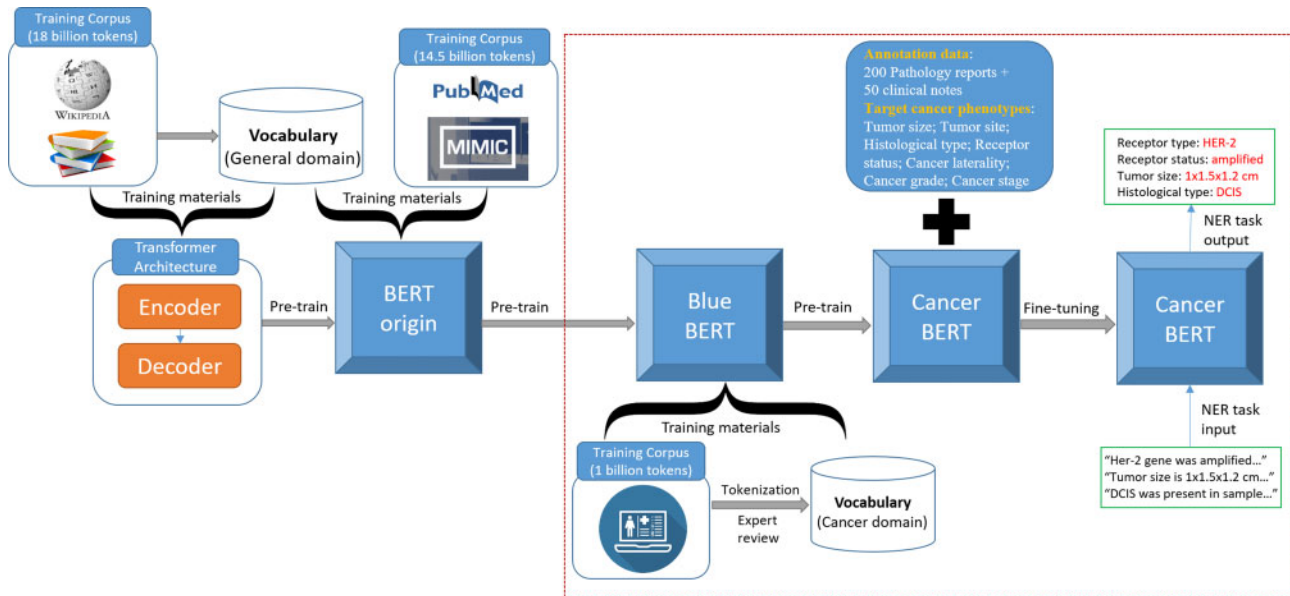 Training Corpus
(18 billion tokens)
WIKIPEDIA
Vocabulary
(General domain)
Training Corpus
(14.5 billion tokens)
PubMed
MIMIC
Training materials
Training materials
Transformer
Architecture
Encoder
Decoder
Pre-train
BERT
origin
Pre-train
Annotation data:
200 Pathology reports +
50 clinical notes
Target cancer phenotypes:
Tumor size; Tumor site;
Histological type; Receptor
status; Cancer laterality;
Cancer grade; Cancer stage
Blue
BERT
Pre-train
Cancer
BERT
Fine-tuning
Cancer
BERT
Receptor type: HER-2
Receptor status: amplified
Tumor size: 1x1.5x1.2 cm
Histological type: DCIS
NER task
output
NER task
input
"Her-2 gene was amplified..."
"Tumor size is 1x1.5x1.2 cm..."
"DCIS was present in sample..."
Training materials
Training Corpus
(1 billion tokens)
Tokenization
Expert
review
Vocabulary
(Cancer domain)